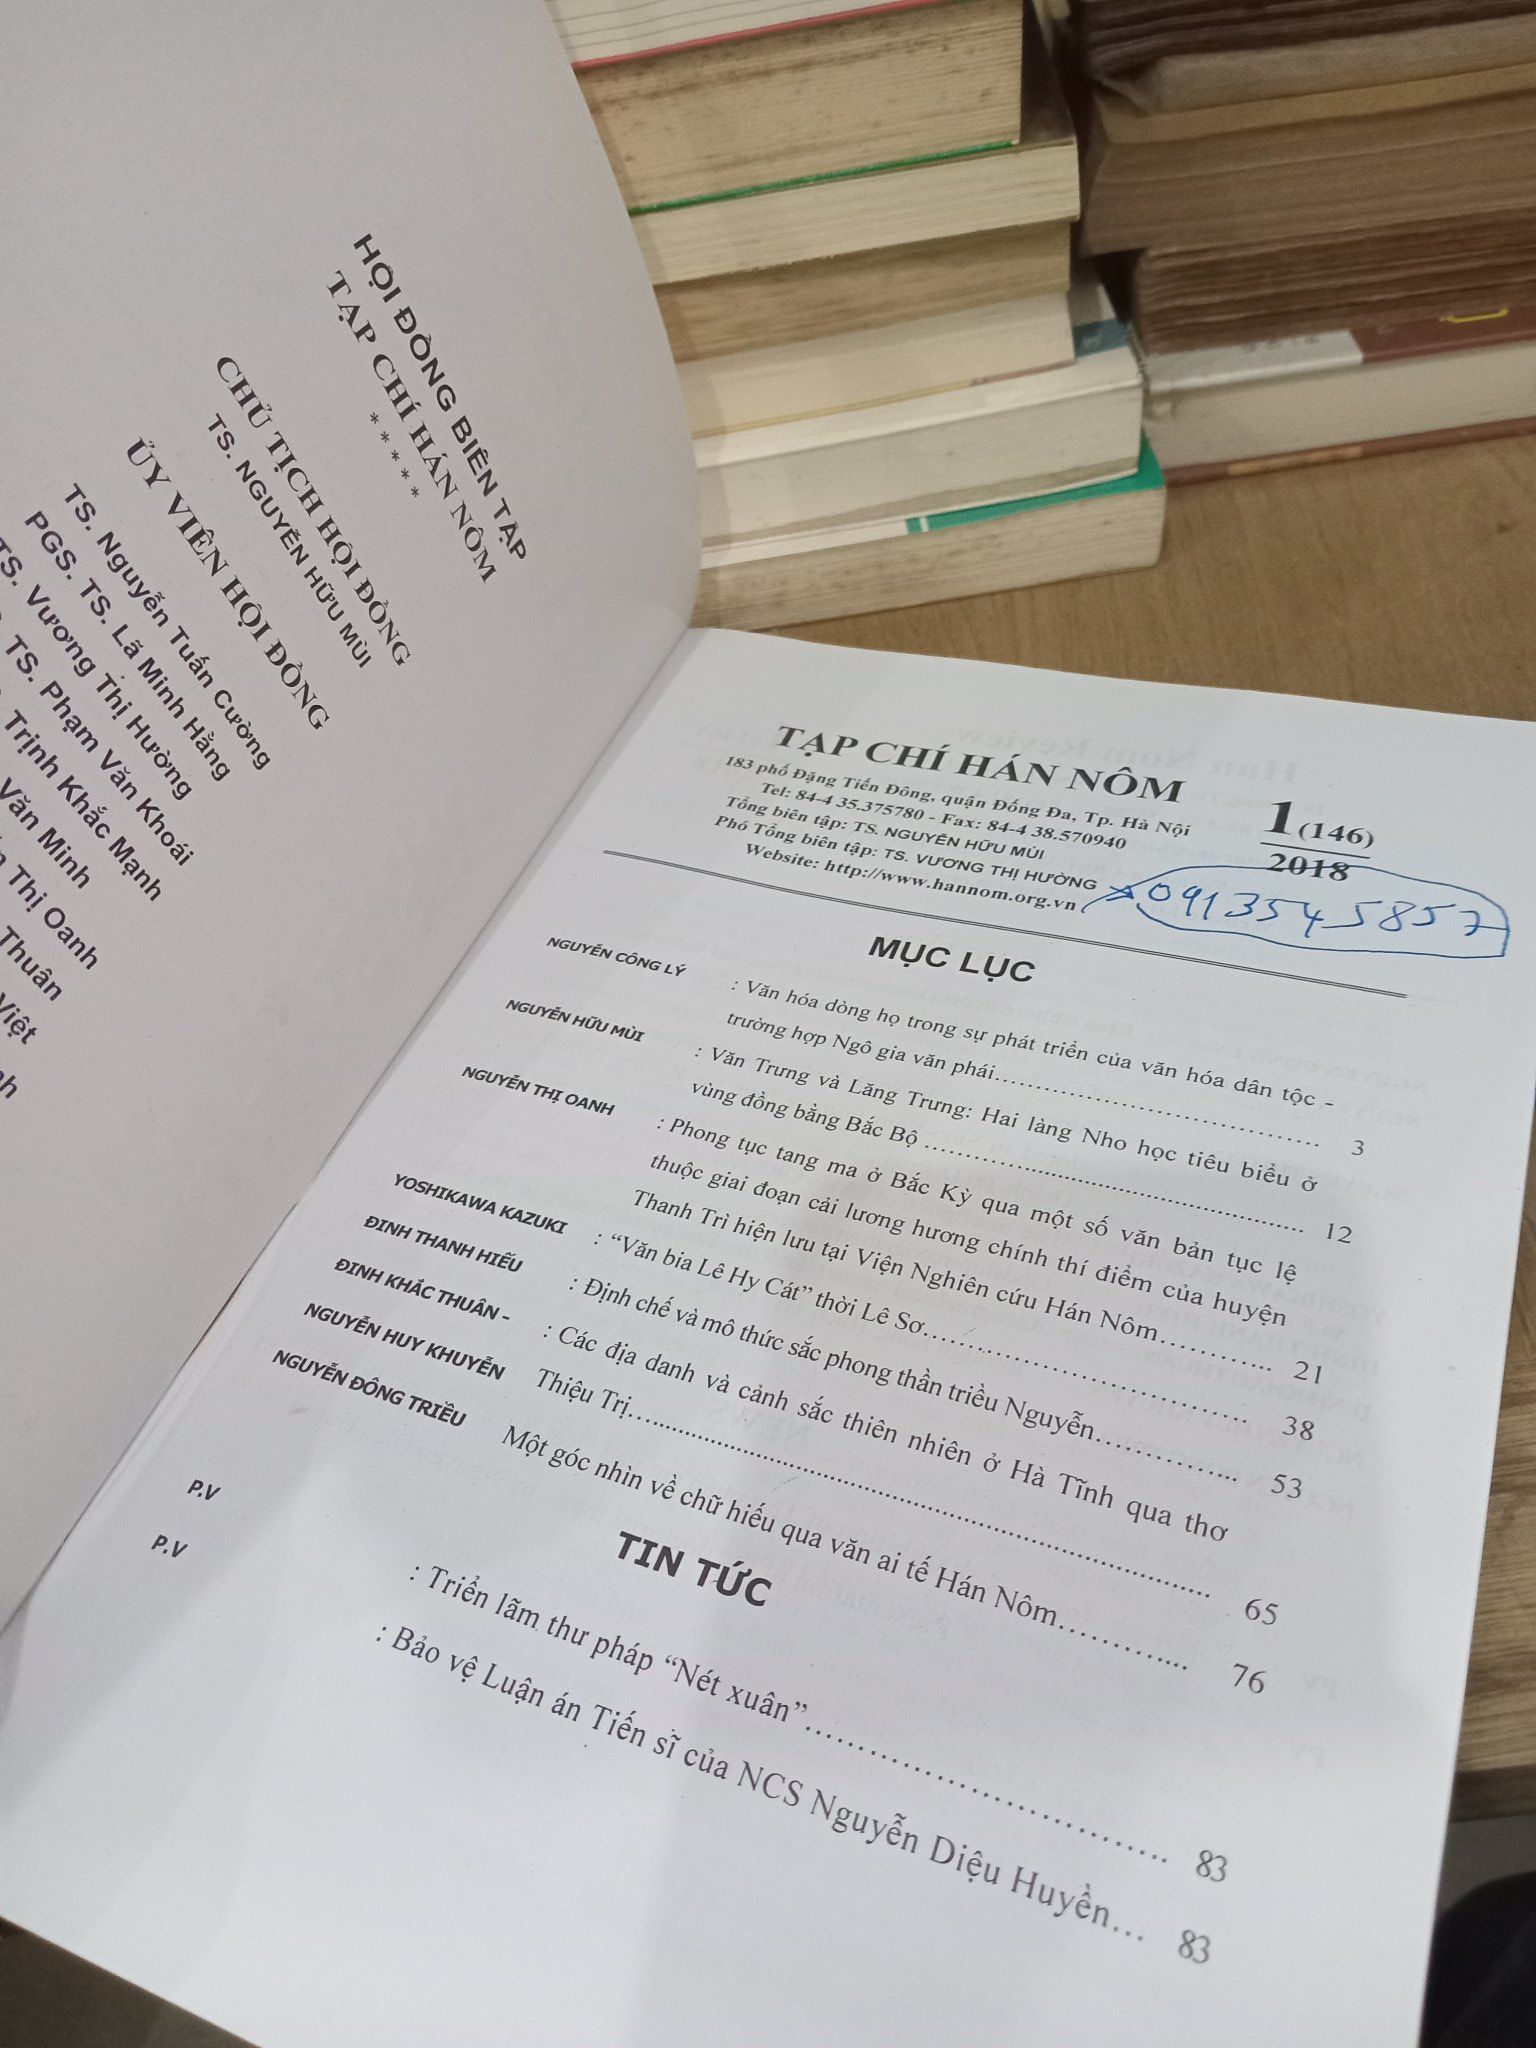 HỘI ĐỒNG BIÊN TẬP
TẠP CHÍ HÁN NÔM
*****
CHỦ TỊCH HỘI ĐỒNG
TS. NGUYỄN HỮU MÙI
ỦY VIÊN HỘI ĐỒNG
TS. Nguyễn Tuấn Cường
PGS. TS. Lã Minh Hằng
TS. Vương Thị Hường
TS. Phạm Văn Khoái
Trịnh Khắc Mạnh
Văn Minh
Thị Oanh
Thuân
Việt
TẠP CHÍ HÁN NÔM
183 phố Đặng Tiến Đông, quận Đống Đa, Tp. Hà Nội
Tel: 84-4 35.375780 - Fax: 84-4 38.570940
Tổng biên tập: TS. NGUYỄN HỮU MÙI
Phó Tổng biên tập: TS. VƯƠNG THỊ HƯỜNG
Website: http://www.hannom.org.vn
1(146)
2018
0913545857
MỤC LỤC
NGUYỄN CÔNG LÝ : Văn hóa dòng họ trong sự phát triển của văn hóa dân tộc -
trường hợp Ngô gia văn phái........................................ 3
NGUYỄN HỮU MÙI : Văn Trưng và Lăng Trưng: Hai làng Nho học tiêu biểu ở
vùng đồng bằng Bắc Bộ ........................................ 12
NGUYỄN THỊ OANH : Phong tục tang ma ở Bắc Kỳ qua một số văn bản tục lệ
thuộc giai đoạn cải lương hương chính thí điểm của huyện
Thanh Trì hiện lưu tại Viện Nghiên cứu Hán Nôm........... 21
YOSHIKAWA KAZUKI : “Văn bia Lê Hy Cát” thời Lê Sơ........................................ 38
ĐINH THANH HIẾU : Định chế và mô thức sắc phong thần triều Nguyễn............... 53
ĐINH KHẮC THUÂN - : Các địa danh và cảnh sắc thiên nhiên ở Hà Tĩnh qua thơ
NGUYỄN HUY KHUYẾN Thiệu Trị........................................ 65
NGUYỄN ĐÔNG TRIỀU Một góc nhìn về chữ hiếu qua văn ai tế Hán Nôm............... 76
TIN TỨC
P.V : Triển lãm thư pháp “Nét xuân”........................................ 83
P.V : Bảo vệ Luận án Tiến sĩ của NCS Nguyễn Diệu Huyền... 83